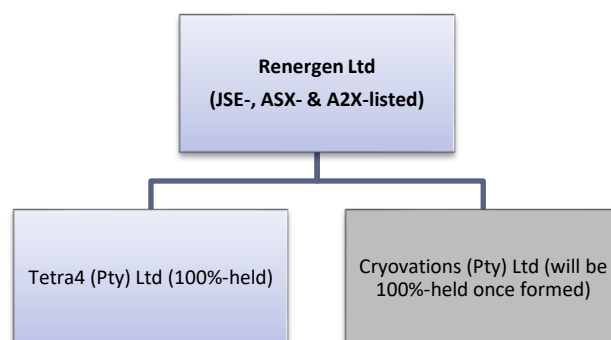 Renergen Ltd
(JSE-, ASX- & A2X-listed)
Tetra4 (Pty) Ltd (100%-held)
Cryovations (Pty) Ltd (will be
100%-held once formed)